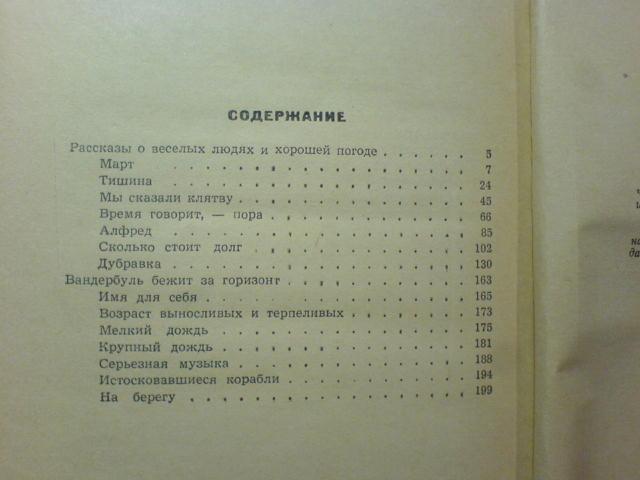 СОДЕРЖАНИЕ
Рассказы о веселых людях и хорошей погоде . . . . . . 5
Март . . . . . . . . . . . . . . 7
Тишина . . . . . . . . . . . . . . 24
Мы сказали клятву . . . . . . . . . . . 45
Время говорит, — пора . . . . . . . . . . 66
Алфред . . . . . . . . . . . . . . 85
Сколько стоит долг . . . . . . . . . . . 102
Дубравка . . . . . . . . . . . . . . 130
Вандербуль бежит за горизонт . . . . . . . . . . 163
Имя для себя . . . . . . . . . . . . . 165
Возраст выносливых и терпеливых . . . . . . 173
Мелкий дождь . . . . . . . . . . . . 175
Крупный дождь . . . . . . . . . . . . 181
Серьезная музыка . . . . . . . . . . . 188
Истосковавшиеся корабли . . . . . . . . . 194
На берегу . . . . . . . . . . . . . 199